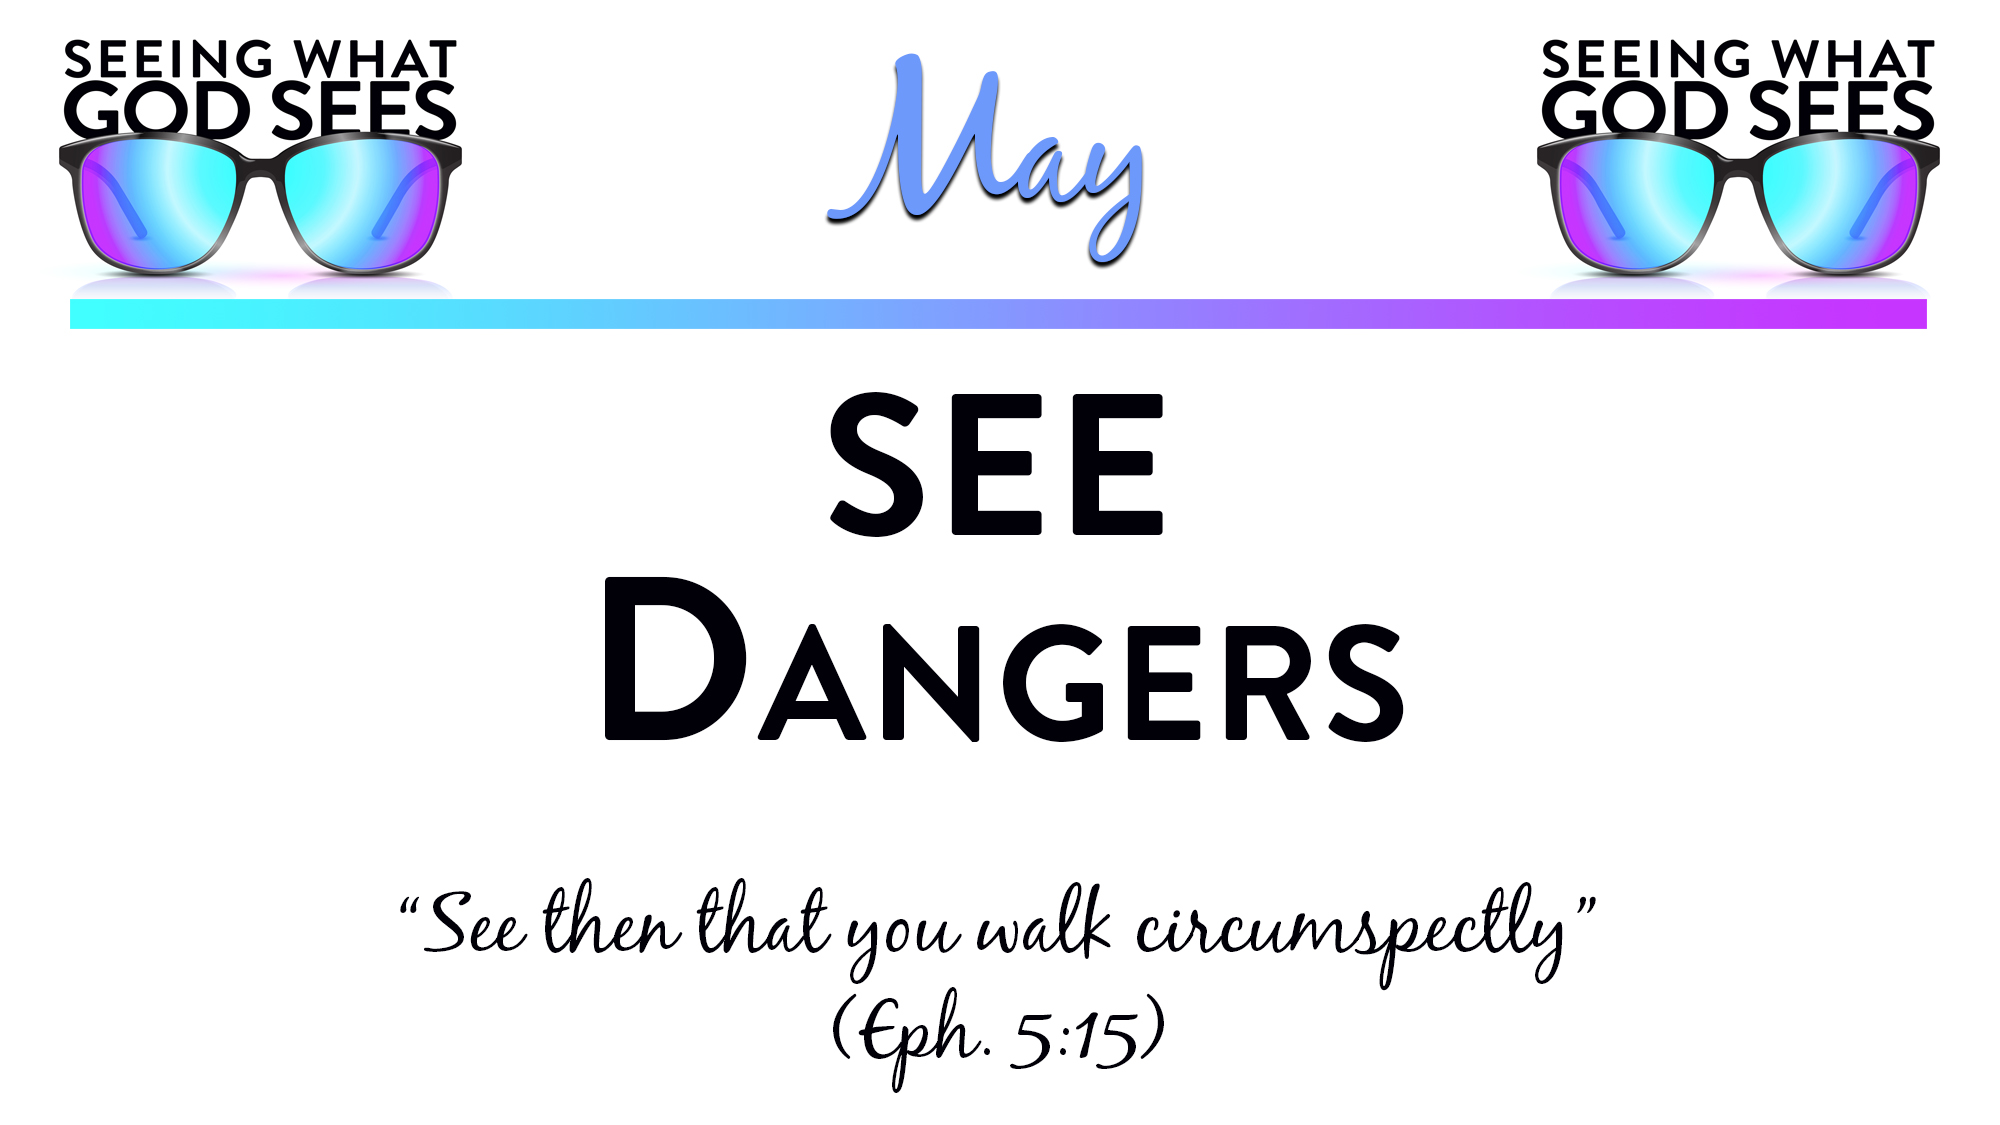 SEEING WHAT
GOD SEES
May
SEEING WHAT
GOD SEES
SEE
DANGERS
“See then that you walk circumspectly”
(Eph. 5:15)